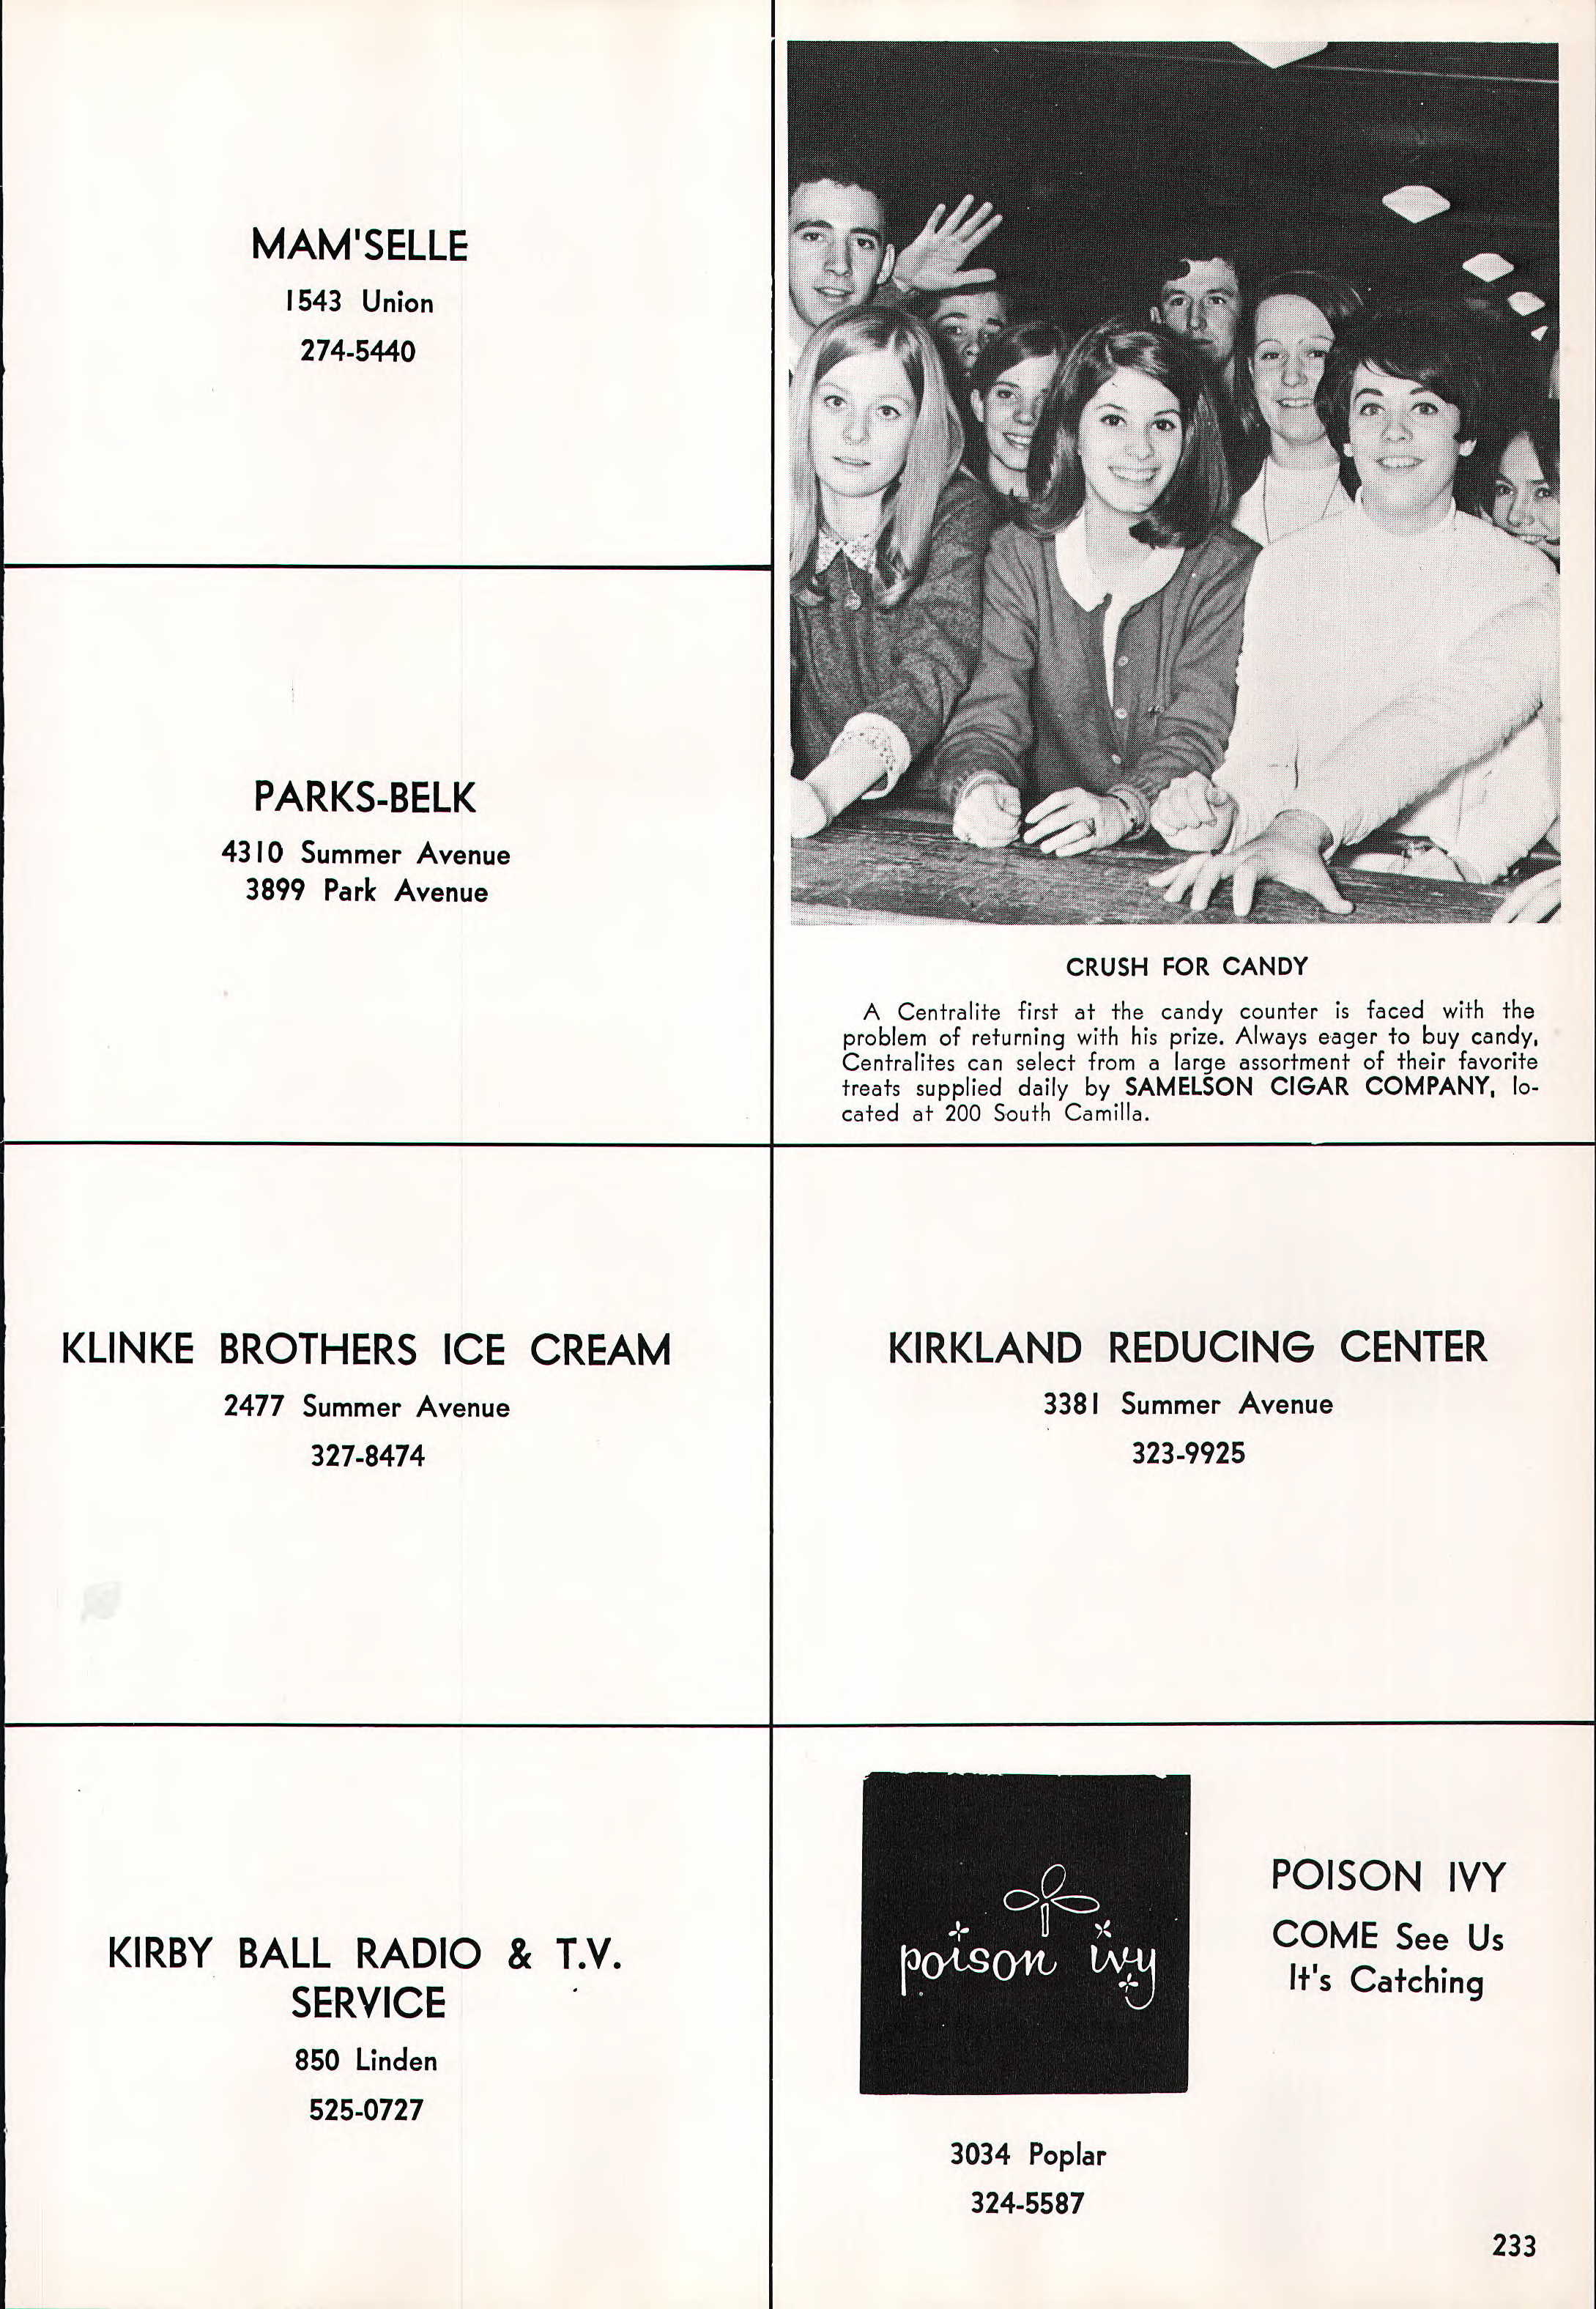 MAM'SELLE
1543 Union
274-5440
PARKS-BELK
4310 Summer Avenue
3899 Park Avenue
CRUSH FOR CANDY
A Centralite first at the candy counter is faced with the
problem of returning with his prize. Always eager to buy candy,
Centralites can select from a large assortment of their favorite
treats supplied daily by SAMELSON CIGAR COMPANY, lo-
cated at 200 South Camilla.
KLINKE BROTHERS ICE CREAM
2477 Summer Avenue
327-8474
KIRKLAND REDUCING CENTER
3381 Summer Avenue
323-9925
KIRBY BALL RADIO & T.V.
SERVICE
850 Linden
525-0727
poison ivy
POISON IVY
COME See Us
It's Catching
3034 Poplar
324-5587
233